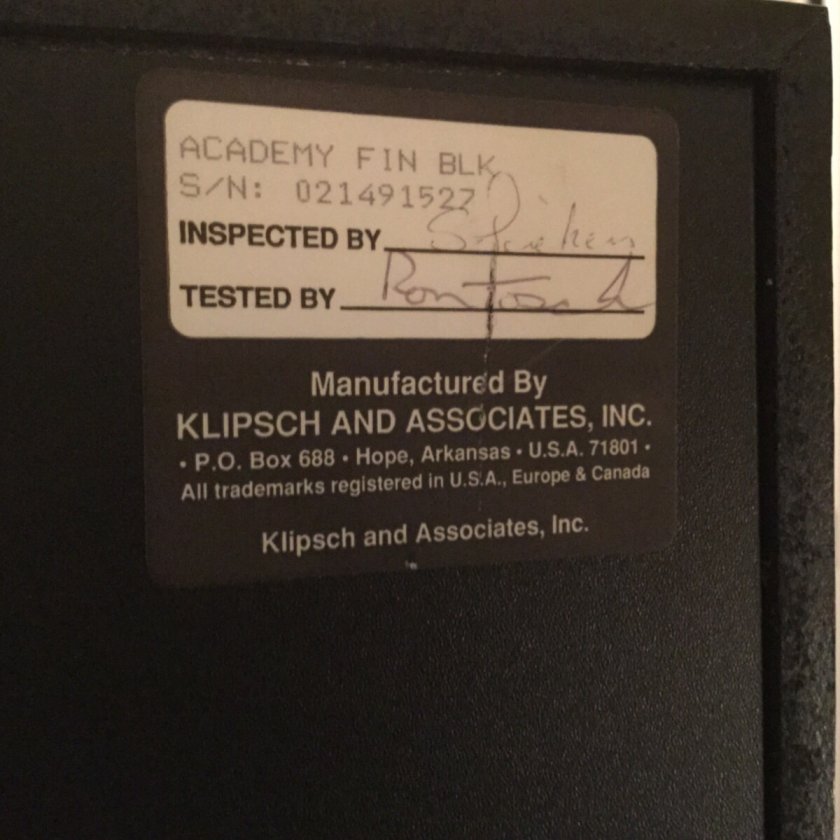 ACADEMY FIN BLK
S/N: 021491527
INSPECTED BY
TESTED BY Ron
Manufactured By
KLIPSCH AND ASSOCIATES, INC.
• P.O. Box 688 • Hope, Arkansas • U.S.A. 71801 •
All trademarks registered in U.S.A., Europe & Canada
Klipsch and Associates, Inc.